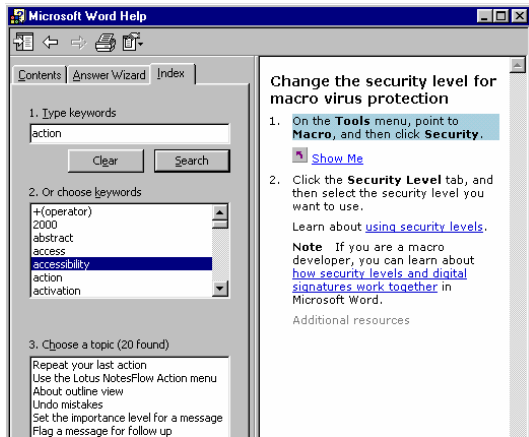 Microsoft Word Help
Contents Answer Wizard Index
1. Type keywords
action
Clear Search
2. Or choose keywords
+(operator)
2000
abstract
access
accessibility
action
activation
3. Choose a topic (20 found)
Repeat your last action
Use the Lotus NotesFlow Action menu
About outline view
Undo mistakes
Set the importance level for a message
Flag a message for follow up
Change the security level for
macro virus protection
1. On the Tools menu, point to
Macro, and then click Security.
Show Me
2. Click the Security Level tab, and
then select the security level you
want to use.
Learn about using security levels.
Note If you are a macro
developer, you can learn about
how security levels and digital
signatures work together in
Microsoft Word.
Additional resources